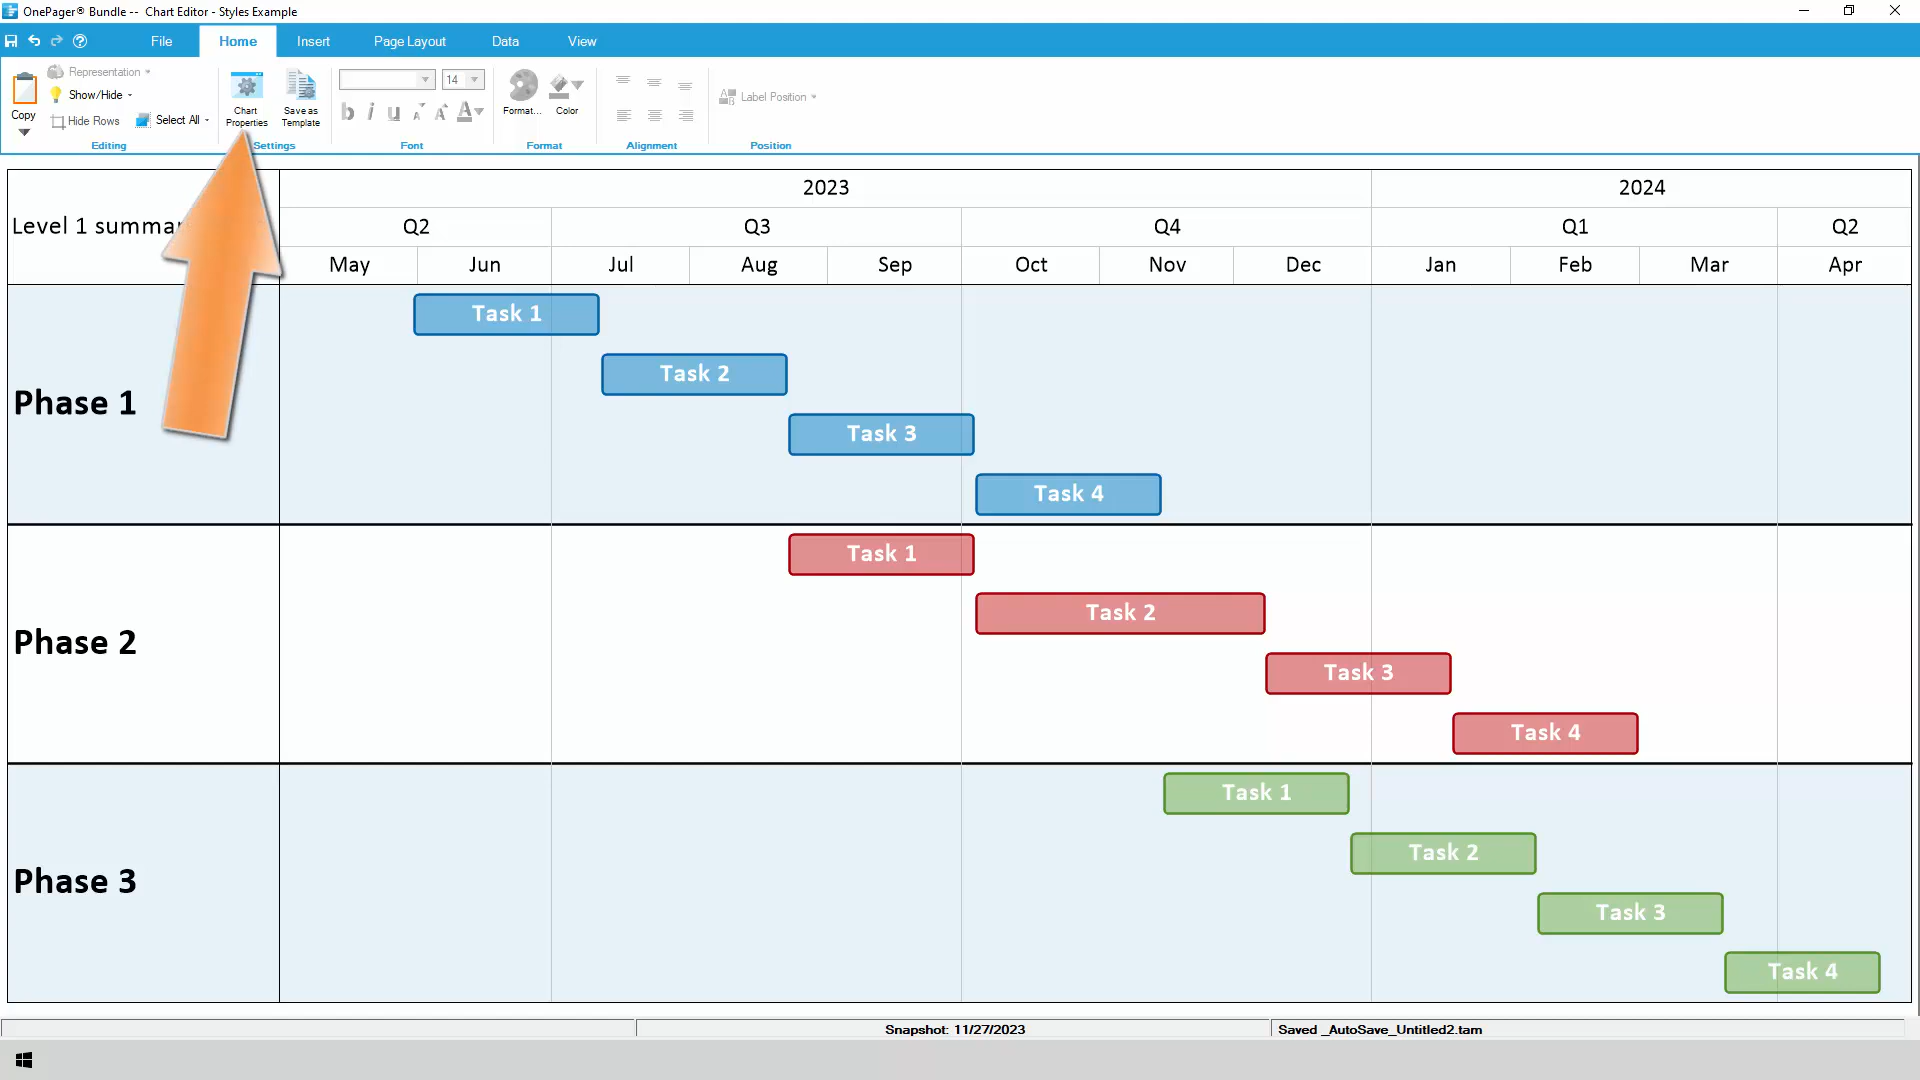 OnePager® Bundle -- Chart Editor - Styles Example
File
Home
Insert
Page Layout
Data
View
Copy
Representation
Show/Hide
Hide Rows
Select All
Editing
Chart
Properties
Save as
Template
Settings
14
b i u A A A
Font
Format...
Color
Format
Alignment
Label Position
Position
Level 1 summar
2023
2024
Q2
Q3
Q4
Q1
Q2
May
Jun
Jul
Aug
Sep
Oct
Nov
Dec
Jan
Feb
Mar
Apr
Phase 1
Task 1
Task 2
Task 3
Task 4
Phase 2
Task 1
Task 2
Task 3
Task 4
Phase 3
Task 1
Task 2
Task 3
Task 4
Snapshot: 11/27/2023
Saved _AutoSave_Untitled2.tam